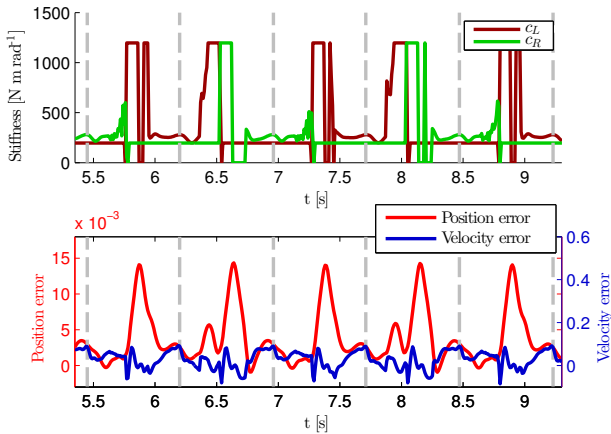 1500
1000
500
0
Stiffness [N m rad⁻¹]
c_L
c_R
5.5 6 6.5 7 7.5 8 8.5 9
t [s]
x 10⁻³
15
10
5
0
Position error
Position error
Velocity error
0.6
0.4
0.2
0
Velocity error
5.5 6 6.5 7 7.5 8 8.5 9
t [s]